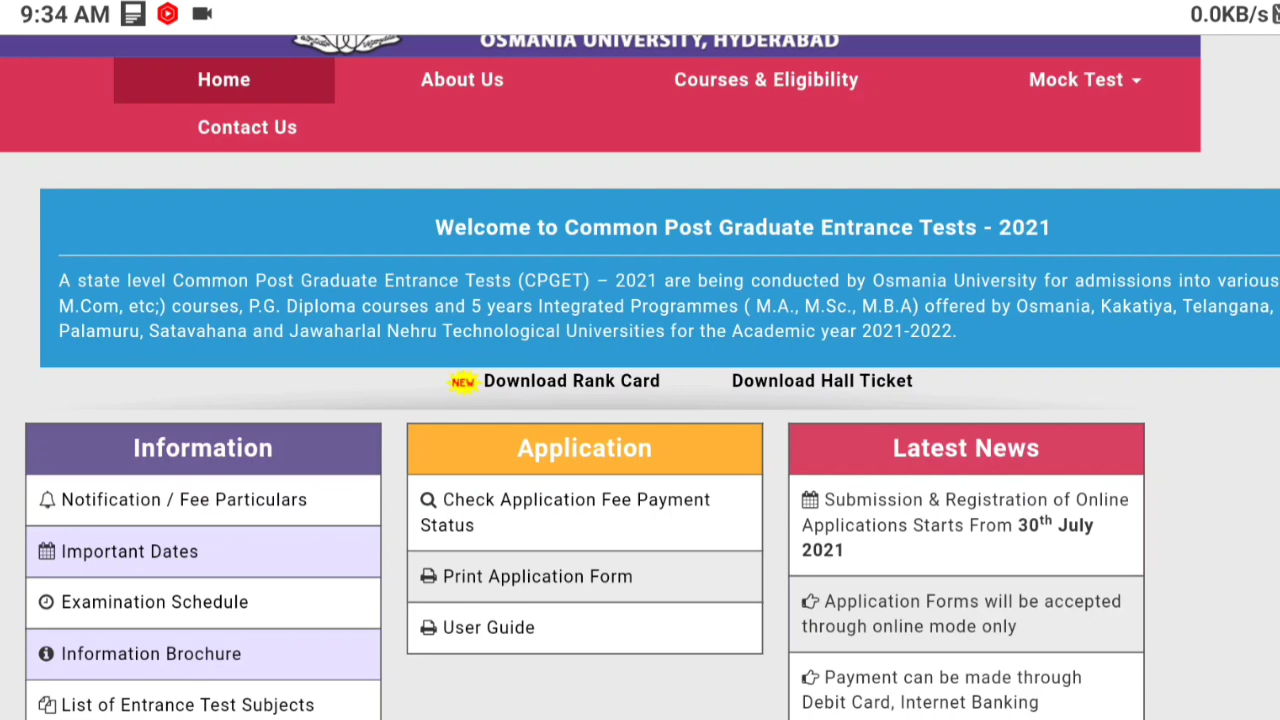 9:34 AM
0.0KB/s
OSMANIA UNIVERSITY, HYDERABAD
Home
About Us
Courses & Eligibility
Mock Test
Contact Us
Welcome to Common Post Graduate Entrance Tests - 2021
A state level Common Post Graduate Entrance Tests (CPGET) – 2021 are being conducted by Osmania University for admissions into various
M.Com, etc;) courses, P.G. Diploma courses and 5 years Integrated Programmes ( M.A., M.Sc., M.B.A) offered by Osmania, Kakatiya, Telangana,
Palamuru, Satavahana and Jawaharlal Nehru Technological Universities for the Academic year 2021-2022.
NEW Download Rank Card
Download Hall Ticket
Information
Notification / Fee Particulars
Important Dates
Examination Schedule
Information Brochure
List of Entrance Test Subjects
Application
Check Application Fee Payment
Status
Print Application Form
User Guide
Latest News
Submission & Registration of Online
Applications Starts From 30th July
2021
Application Forms will be accepted
through online mode only
Payment can be made through
Debit Card, Internet Banking